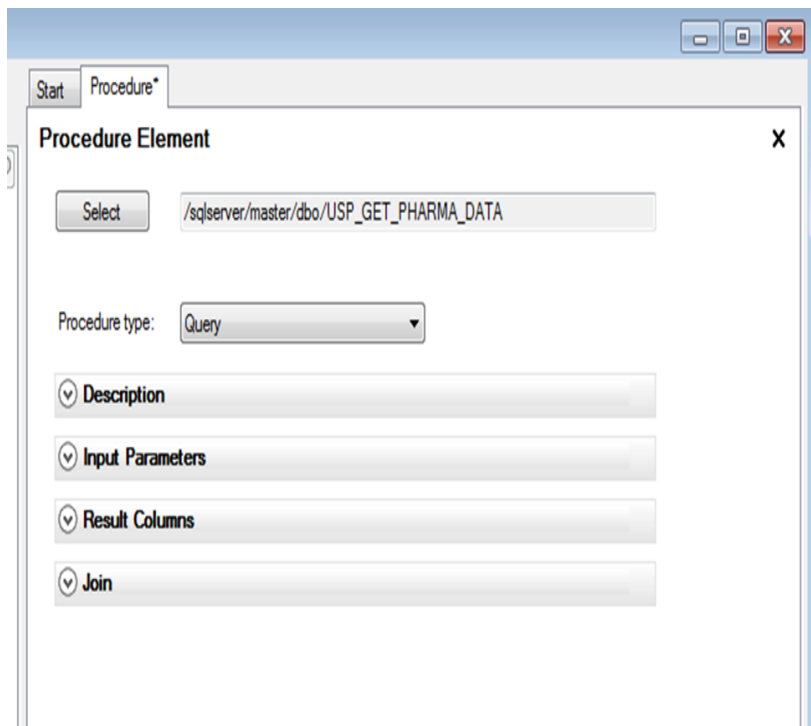 Start
Procedure*
Procedure Element
Select
/sqlserver/master/dbo/USP_GET_PHARMA_DATA
Procedure type:
Query
Description
Input Parameters
Result Columns
Join